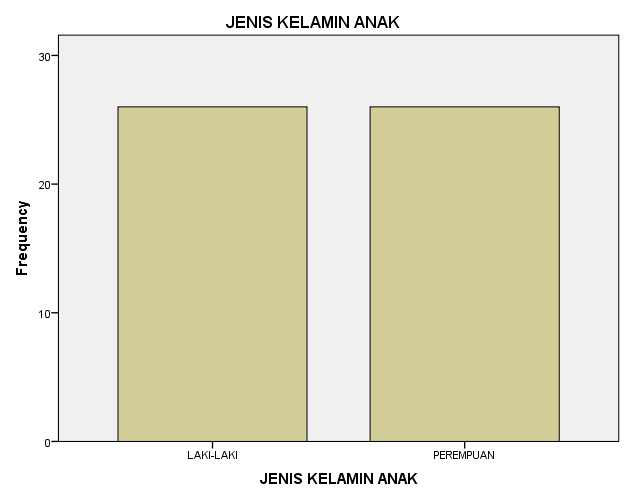 JENIS KELAMIN ANAK
30
20
10
0
Frequency
LAKI-LAKI
PEREMPUAN
JENIS KELAMIN ANAK